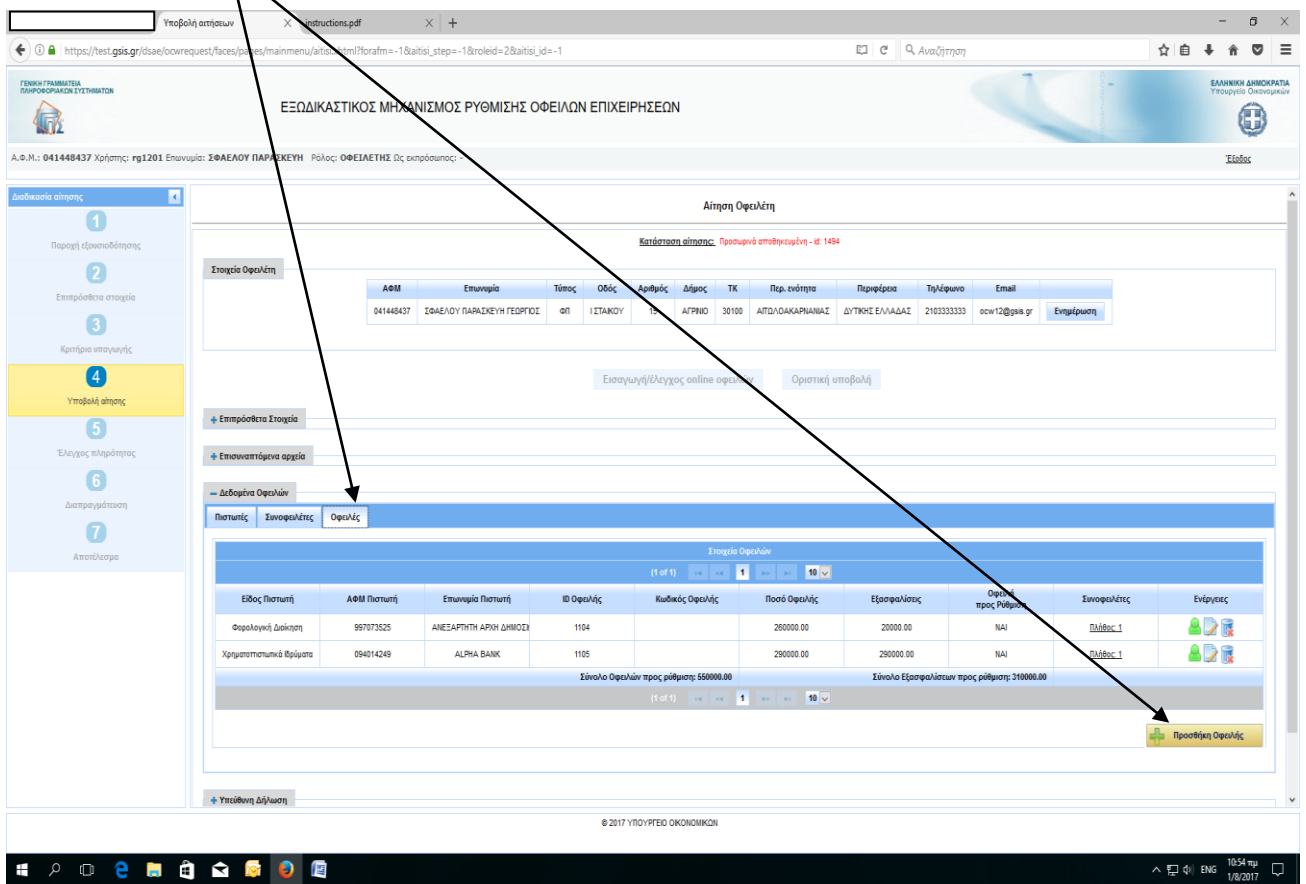 Υποβολή αιτήσεων
instructions.pdf
https://test.gsis.gr/dsae/ocwrequest/faces/pages/mainmenu/aitisi.xhtml?forafm=-1&aitisi_step=-1&roleid=2&aitisi_id=-1
Αναζήτηση
ΓΕΝΙΚΗ ΓΡΑΜΜΑΤΕΙΑ
ΠΛΗΡΟΦΟΡΙΑΚΩΝ ΣΥΣΤΗΜΑΤΩΝ
ΕΞΩΔΙΚΑΣΤΙΚΟΣ ΜΗΧΑΝΙΣΜΟΣ ΡΥΘΜΙΣΗΣ ΟΦΕΙΛΩΝ ΕΠΙΧΕΙΡΗΣΕΩΝ
ΕΛΛΗΝΙΚΗ ΔΗΜΟΚΡΑΤΙΑ
Υπουργείο Οικονομικών
Α.Φ.Μ.: 041448437 Χρήστης: rg1201 Επωνυμία: ΣΦΑΕΛΟΥ ΠΑΡΑΣΚΕΥΗ Ρόλος: ΟΦΕΙΛΕΤΗΣ Ως εκπρόσωπος: -
Έξοδος
Διαδικασία αίτησης
1
Παροχή εξουσιοδότησης
2
Επιπρόσθετα στοιχεία
3
Κριτήρια υπαγωγής
4
Υποβολή αίτησης
5
Έλεγχος πληρότητας
6
Διαπραγμάτευση
7
Αποτέλεσμα
Αίτηση Οφειλέτη
Κατάσταση αίτησης: Προσωρινά αποθηκευμένη - id: 1494
Στοιχεία Οφειλέτη
ΑΦΜ Επωνυμία Τύπος Οδός Αριθμός Δήμος ΤΚ Περ. ενότητα Περιφέρεια Τηλέφωνο Email
041448437 ΣΦΑΕΛΟΥ ΠΑΡΑΣΚΕΥΗ ΓΕΩΡΓΙΟΣ ΦΠ Ι ΣΤΑΙΚΟΥ ΑΓΡΙΝΙΟ 30100 ΑΙΤΩΛΟΑΚΑΡΝΑΝΙΑΣ ΔΥΤΙΚΗΣ ΕΛΛΑΔΑΣ 2103333333 ocw12@gsis.gr Ενημέρωση
Εισαγωγή/έλεγχος online οφειλών Οριστική υποβολή
Επιπρόσθετα Στοιχεία
Επισυναπτόμενα αρχεία
Δεδομένα Οφειλών
Πιστωτές Συνοφειλέτες Οφειλές
Στοιχεία Οφειλών
(1 of 1) 1 10
Είδος Πιστωτή ΑΦΜ Πιστωτή Επωνυμία Πιστωτή ID Οφειλής Κωδικός Οφειλής Ποσό Οφειλής Εξασφαλίσεις Οφειλή προς Ρύθμιση Συνοφειλέτες Ενέργειες
Φορολογική Διοίκηση 997073525 ΑΝΕΞΑΡΤΗΤΗ ΑΡΧΗ ΔΗΜΟΣΙ 1104 260000.00 20000.00 ΝΑΙ Πλήθος: 1
Χρηματοπιστωτικά Ιδρύματα 094014249 ALPHA BANK 1105 290000.00 290000.00 ΝΑΙ Πλήθος: 1
Σύνολο Οφειλών προς ρύθμιση: 550000.00 Σύνολο Εξασφαλίσεων προς ρύθμιση: 310000.00
(1 of 1) 1 10
Προσθήκη Οφειλής
Υπεύθυνη Δήλωση
© 2017 ΥΠΟΥΡΓΕΙΟ ΟΙΚΟΝΟΜΙΚΩΝ
ENG
10:54 πμ
1/8/2017